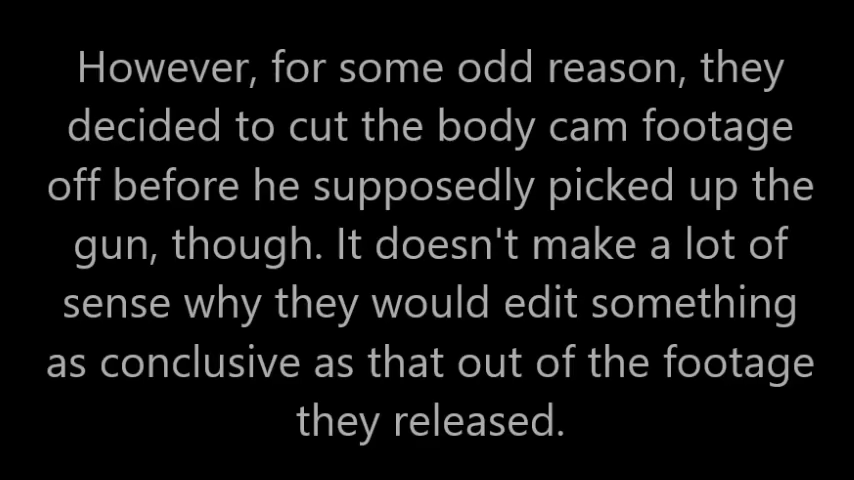 However, for some odd reason, they
decided to cut the body cam footage
off before he supposedly picked up the
gun, though. It doesn't make a lot of
sense why they would edit something
as conclusive as that out of the footage
they released.